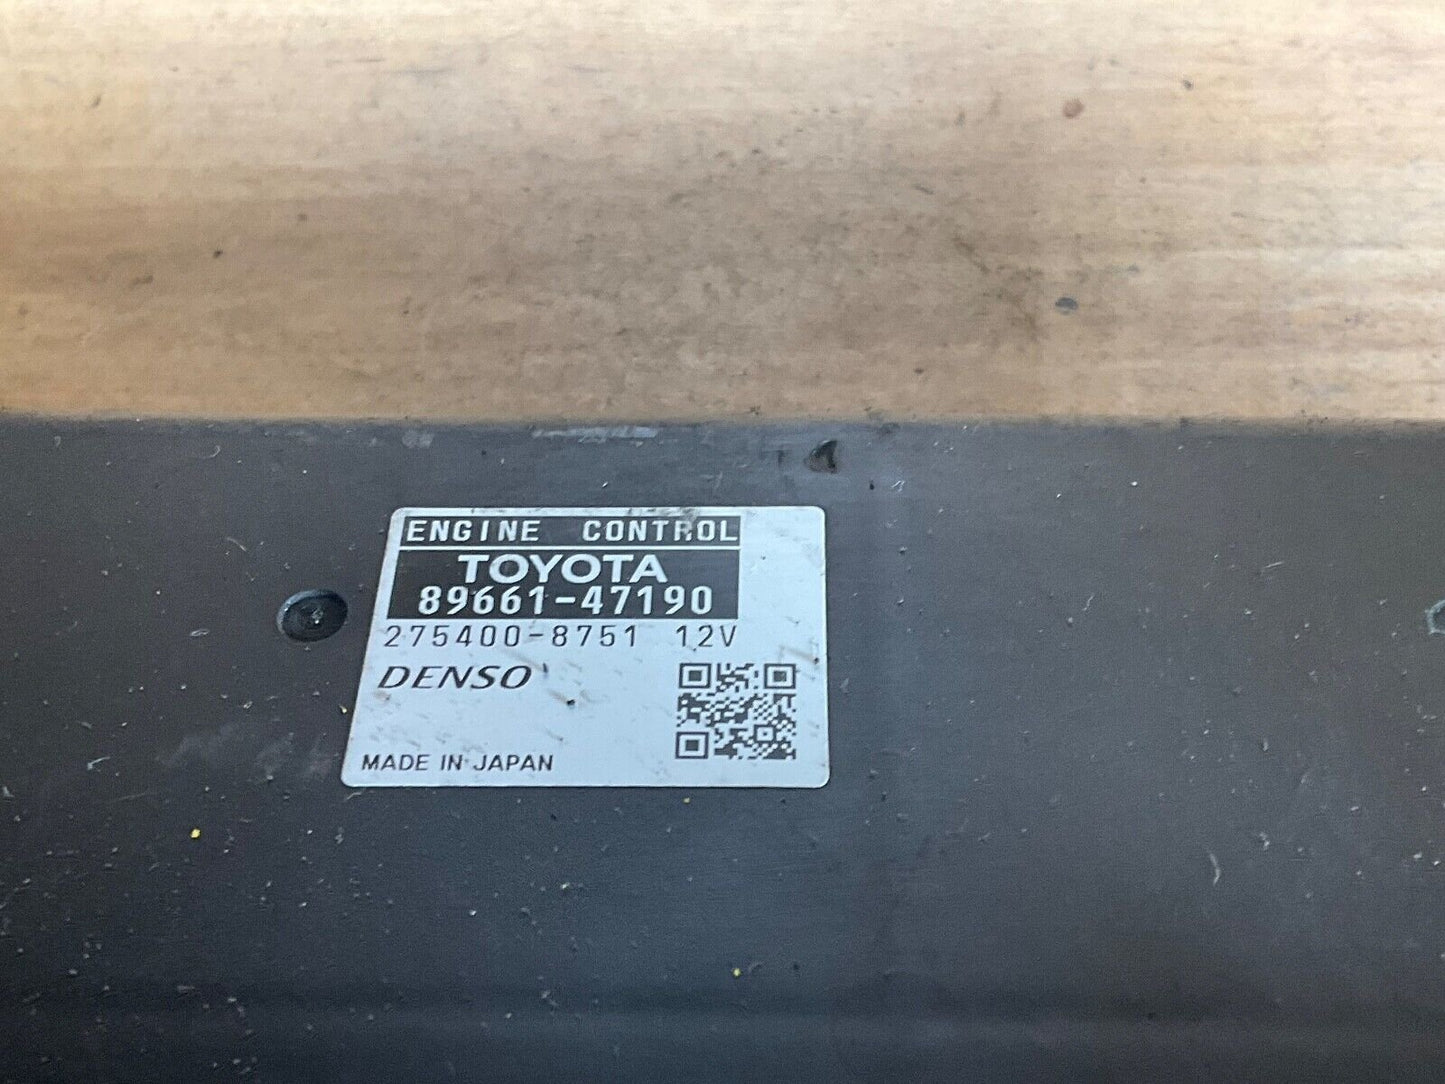 ENGINE CONTROL
TOYOTA
89661-47190
275400-8751 12V
DENSO
MADE IN JAPAN